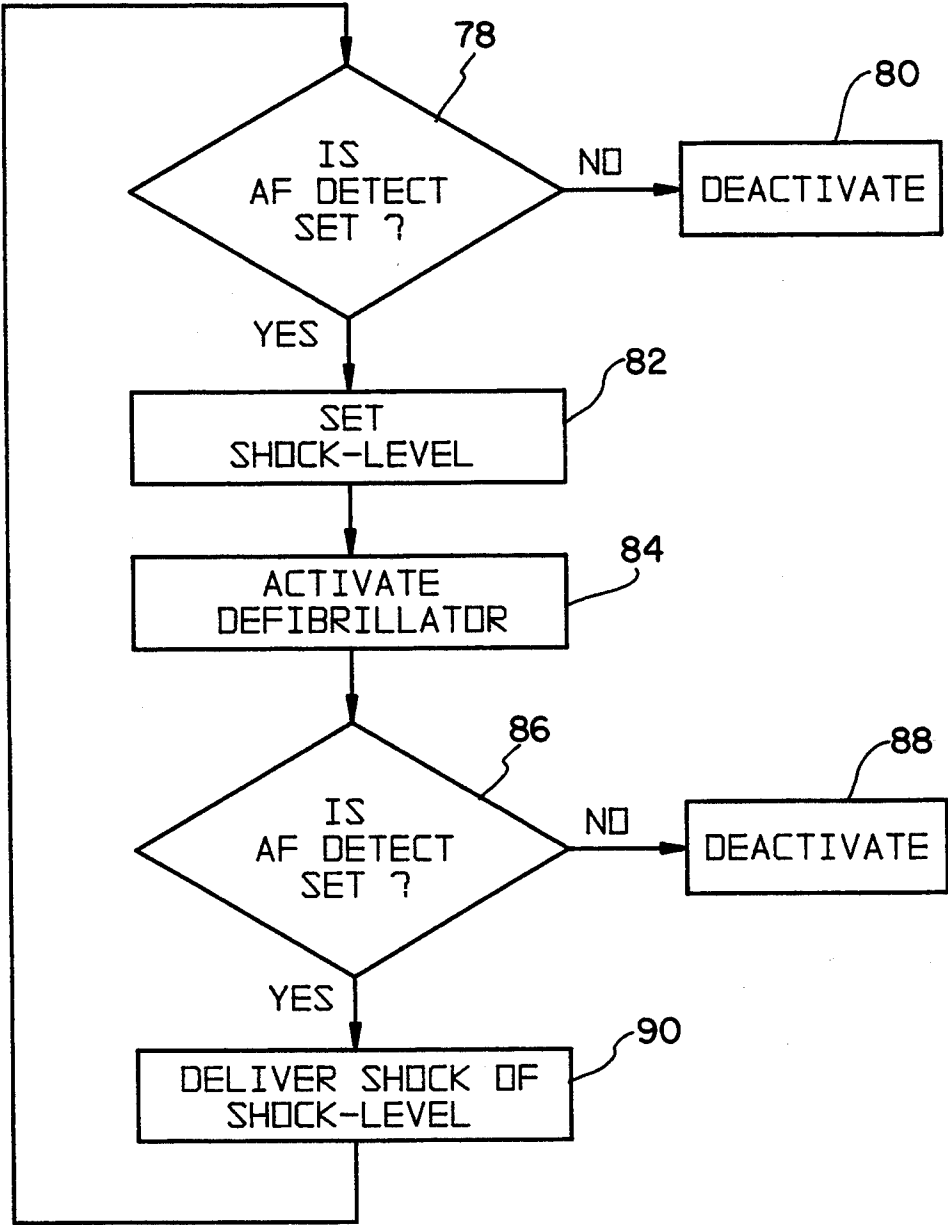 78
IS
AF DETECT
SET ?
NO
80
DEACTIVATE
YES
82
SET
SHOCK-LEVEL
84
ACTIVATE
DEFIBRILLATOR
86
IS
AF DETECT
SET ?
NO
88
DEACTIVATE
YES
90
DELIVER SHOCK OF
SHOCK-LEVEL